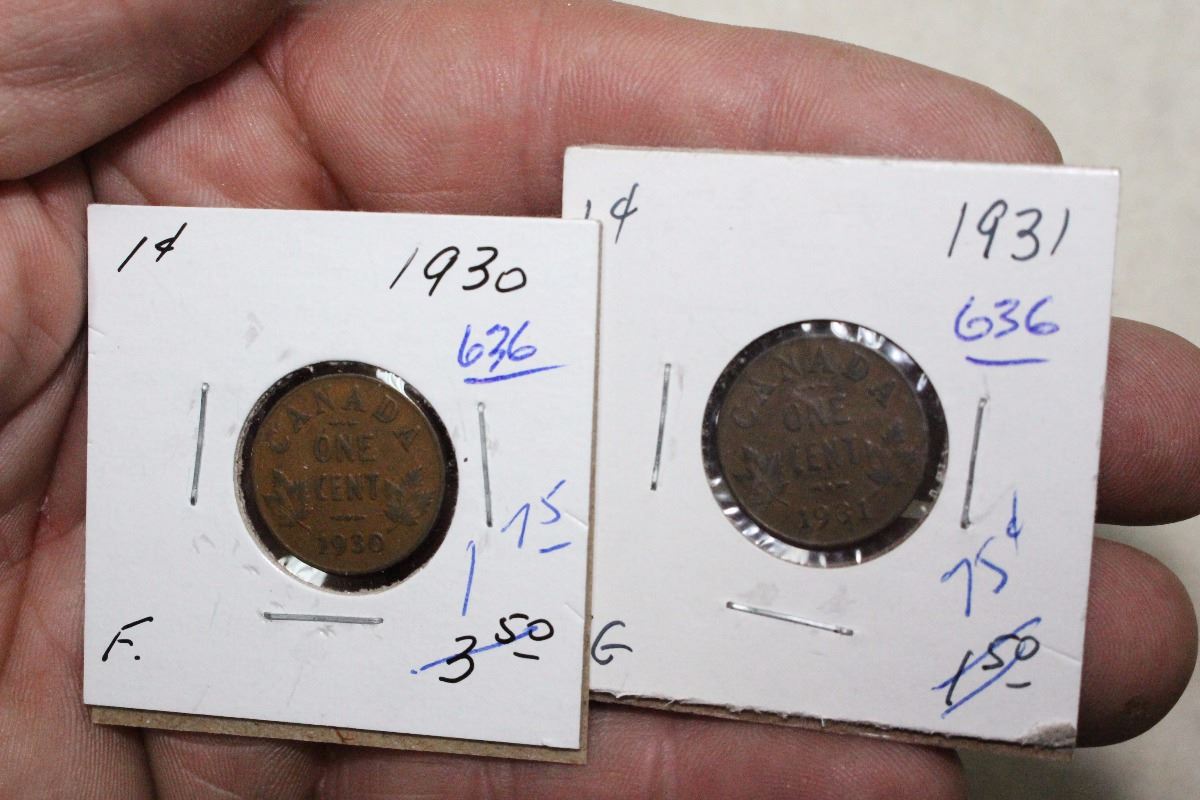 1¢ 1930
636
CANADA
ONE
CENT
1930
1 75
F. 3 50
1¢ 1931
636
CANADA
ONE
CENT
1931
75¢
G 1 50